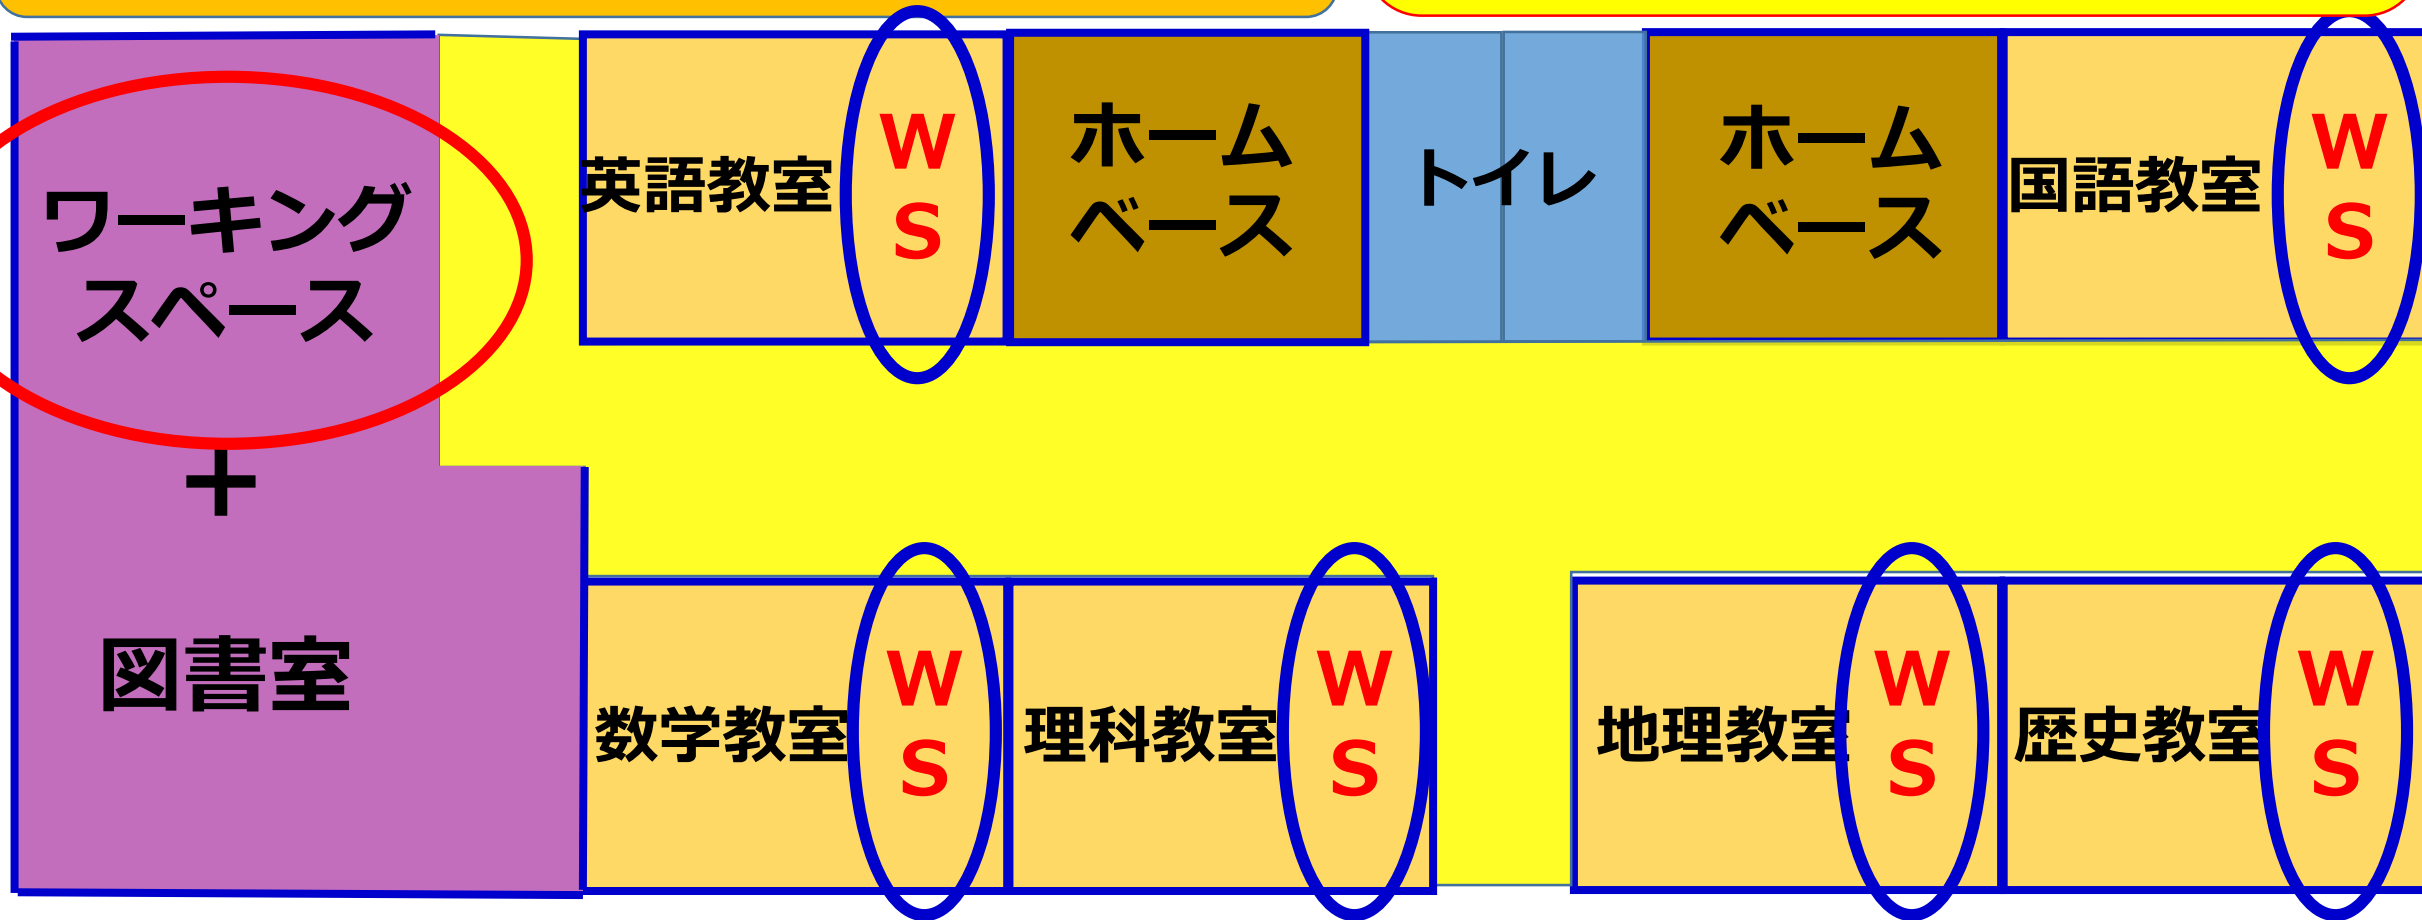 ワーキング
スペース
+
図書室
英語教室
W
S
ホーム
ベース
トイレ
ホーム
ベース
国語教室
W
S
数学教室
W
S
理科教室
W
S
地理教室
W
S
歴史教室
W
S